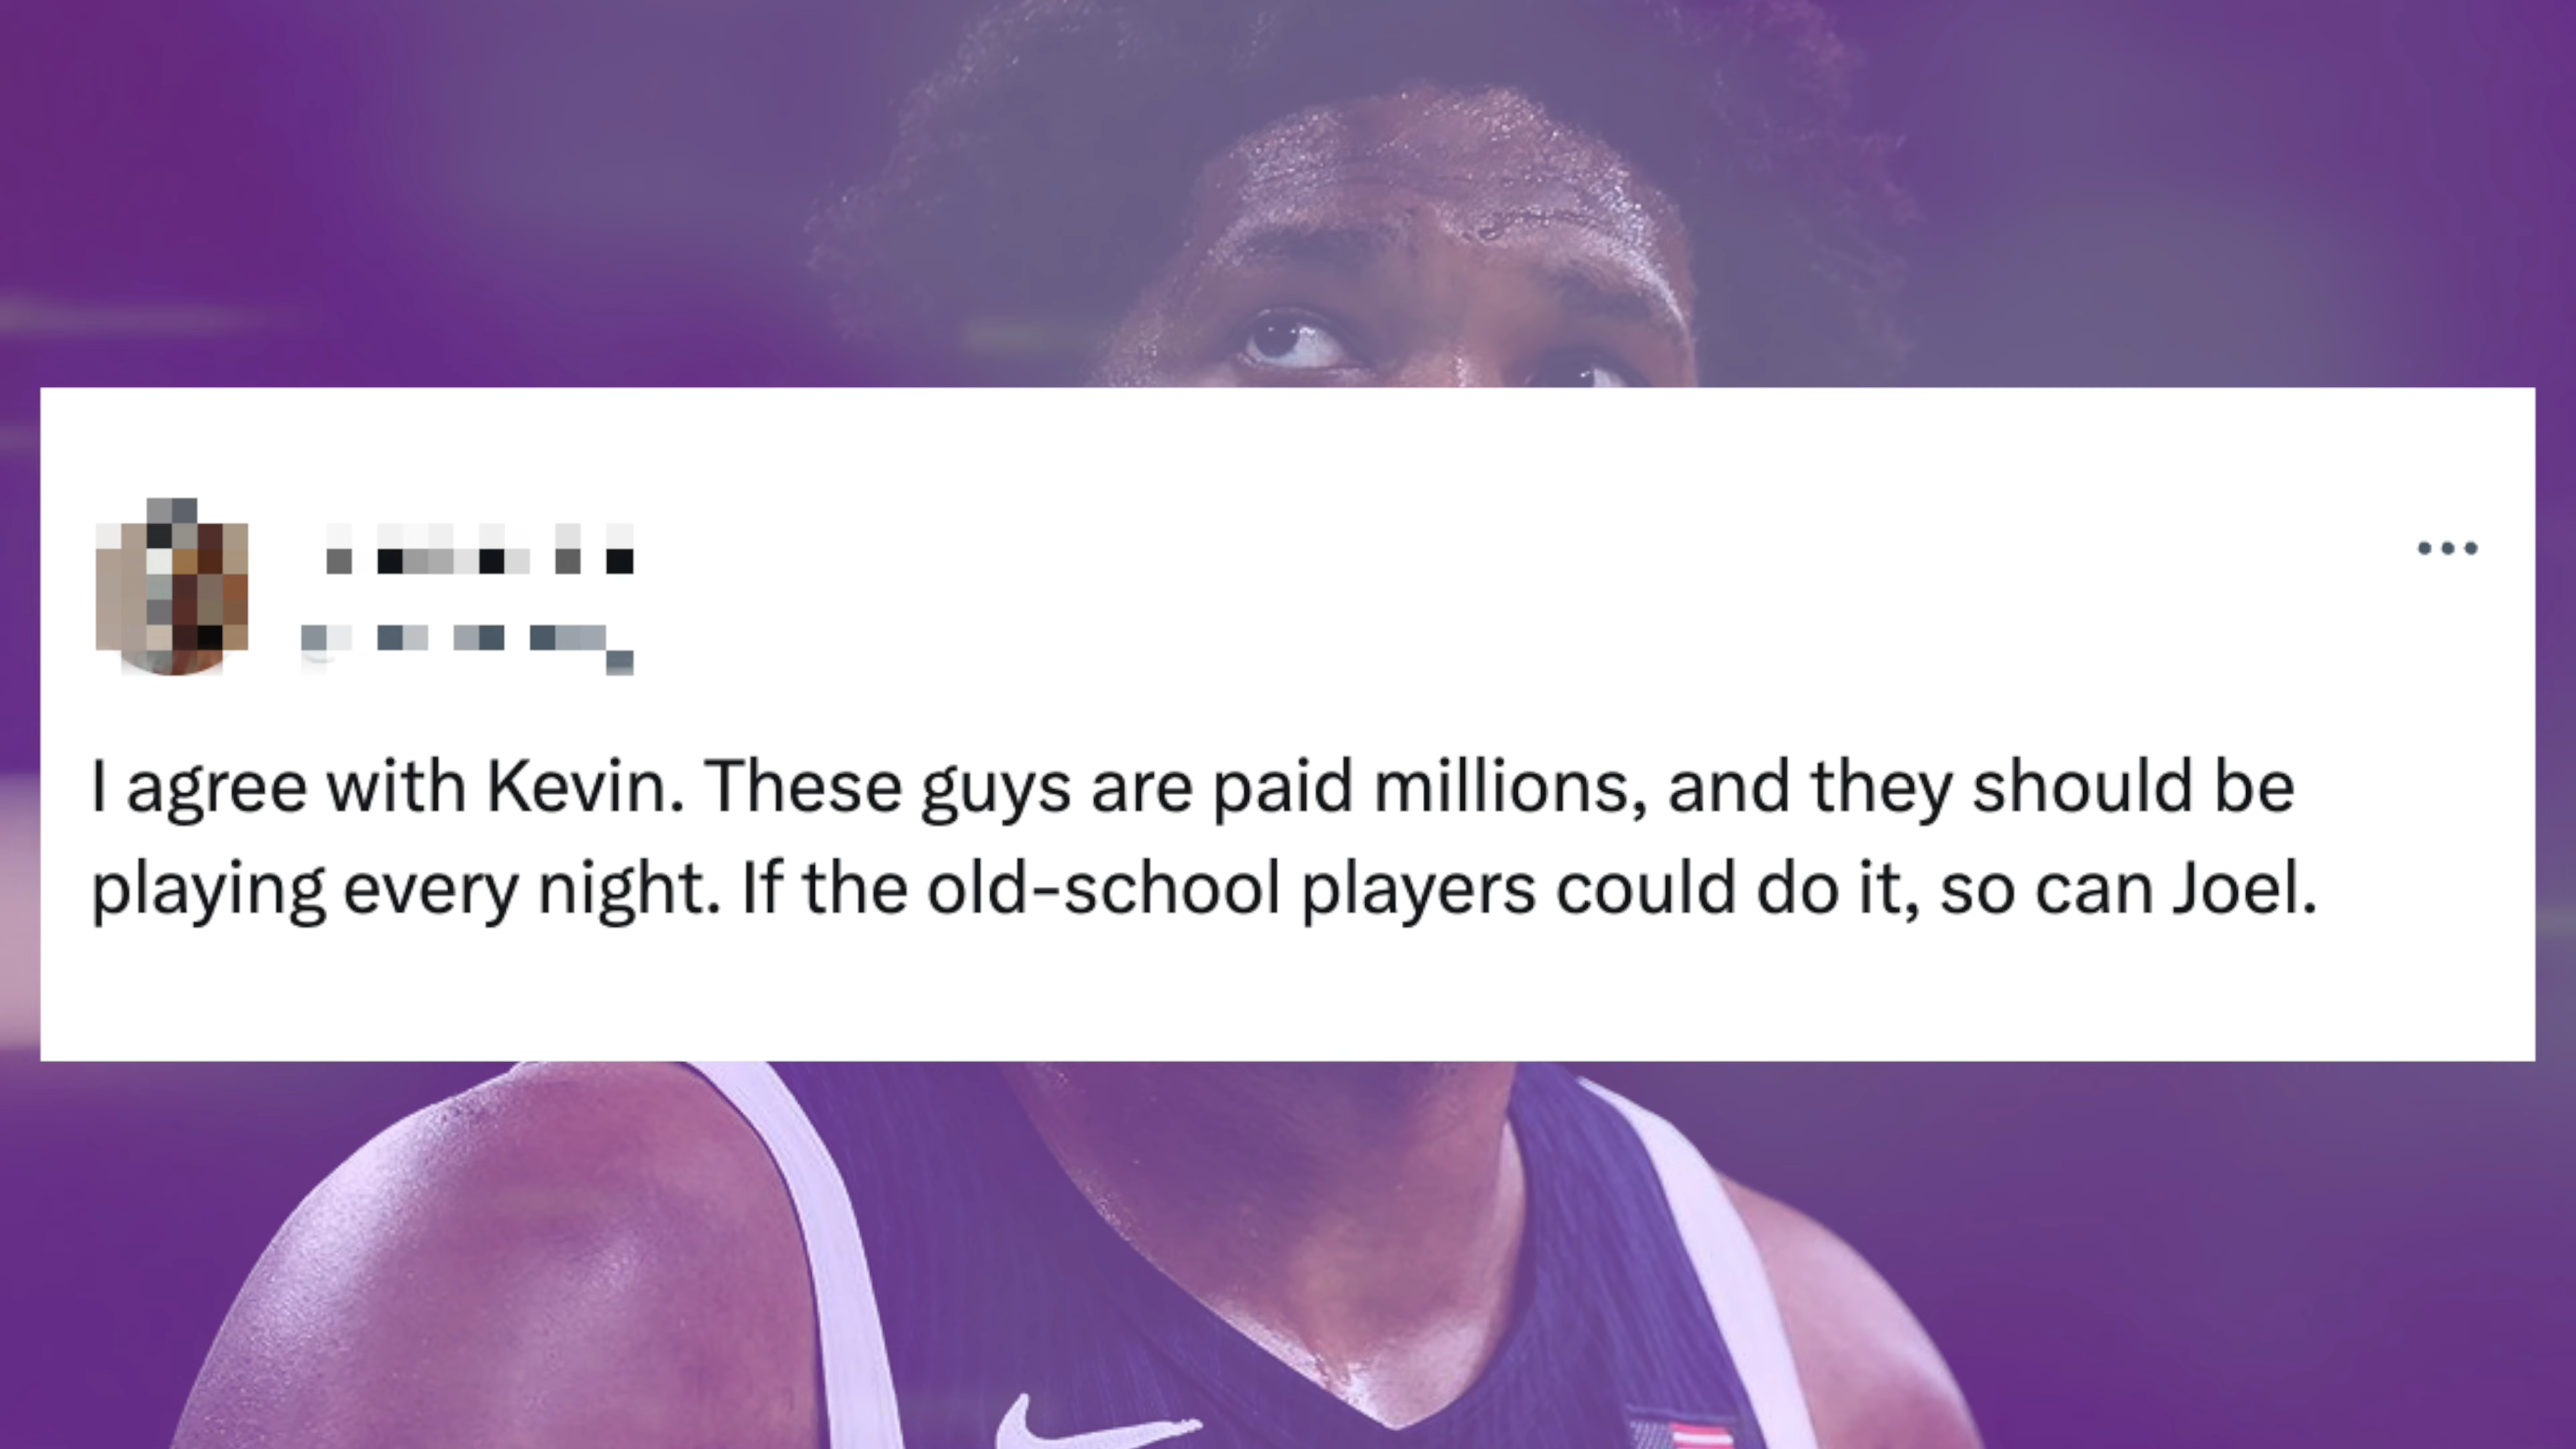 I agree with Kevin. These guys are paid millions, and they should be
playing every night. If the old-school players could do it, so can Joel.